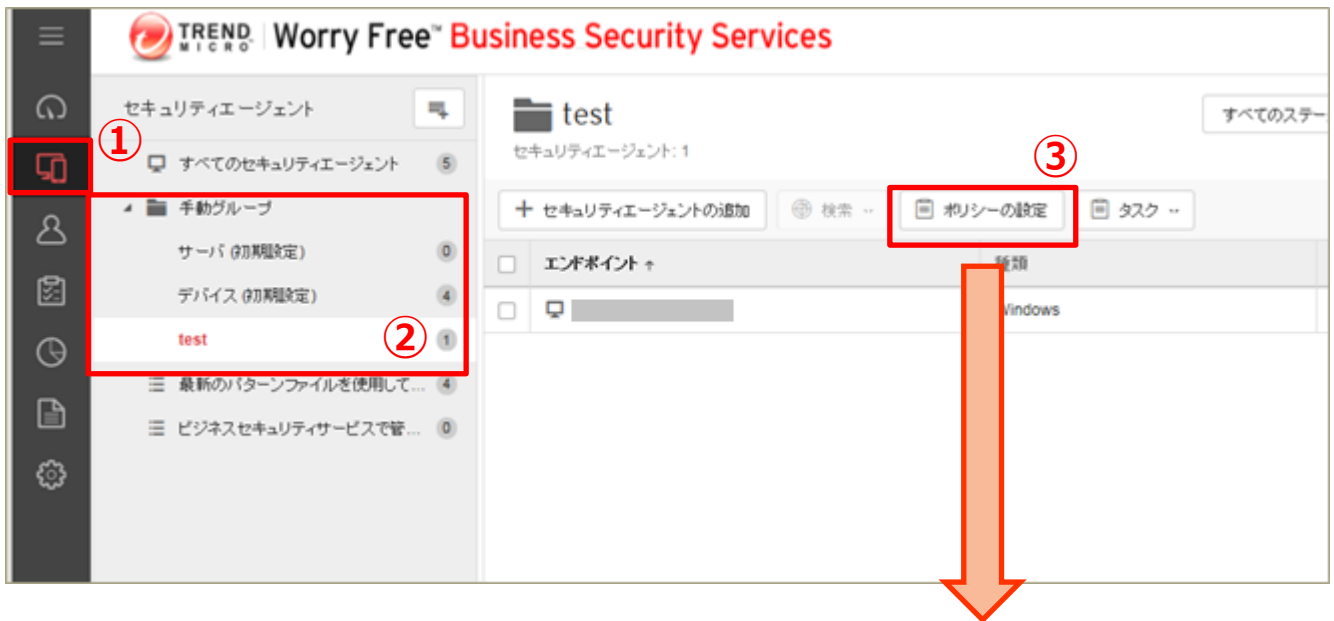 TREND MICRO Worry Free™ Business Security Services
セキュリティエージェント
①
すべてのセキュリティエージェント 5
手動グループ
サーバ (初期設定) 0
デバイス (初期設定) 4
test ② 1
最新のパターンファイルを使用して... 4
ビジネスセキュリティサービスで管... 0
test
すべてのステー
セキュリティエージェント: 1
③
+ セキュリティエージェントの追加
検索
ポリシーの設定
タスク
エンドポイント ↑
種類
Windows